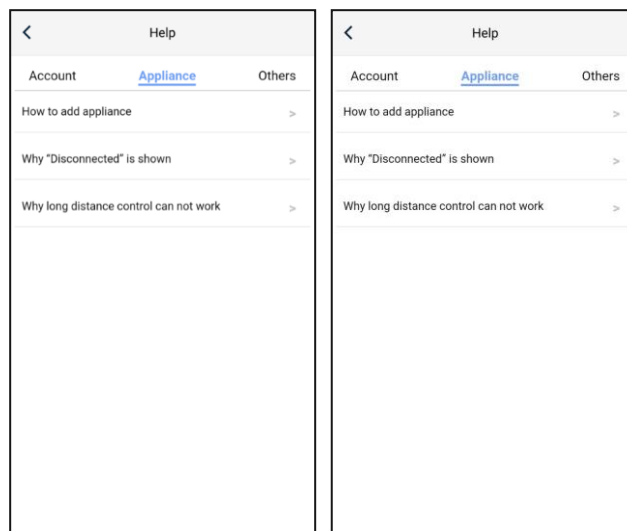 Help
Account Appliance Others
How to add appliance >
Why “Disconnected” is shown >
Why long distance control can not work >
Help
Account Appliance Others
How to add appliance >
Why “Disconnected” is shown >
Why long distance control can not work >